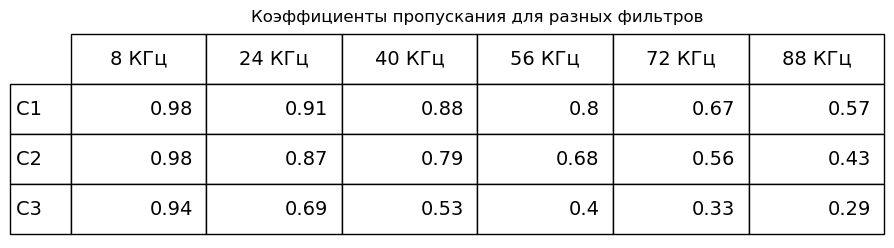 Коэффициенты пропускания для разных фильтров
8 КГц 24 КГц 40 КГц 56 КГц 72 КГц 88 КГц
C1 0.98 0.91 0.88 0.8 0.67 0.57
C2 0.98 0.87 0.79 0.68 0.56 0.43
C3 0.94 0.69 0.53 0.4 0.33 0.29